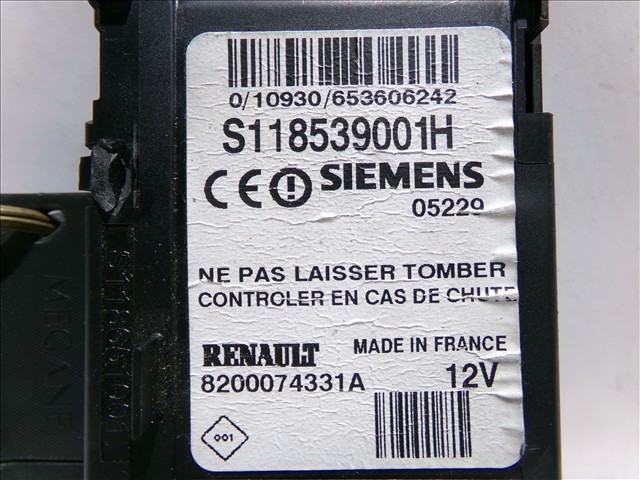 0/10930/653606242
S118539001H
CE SIEMENS
05229
NE PAS LAISSER TOMBER
CONTROLER EN CAS DE CHUTE
RENAULT MADE IN FRANCE
8200074331A 12V
001
MECANE